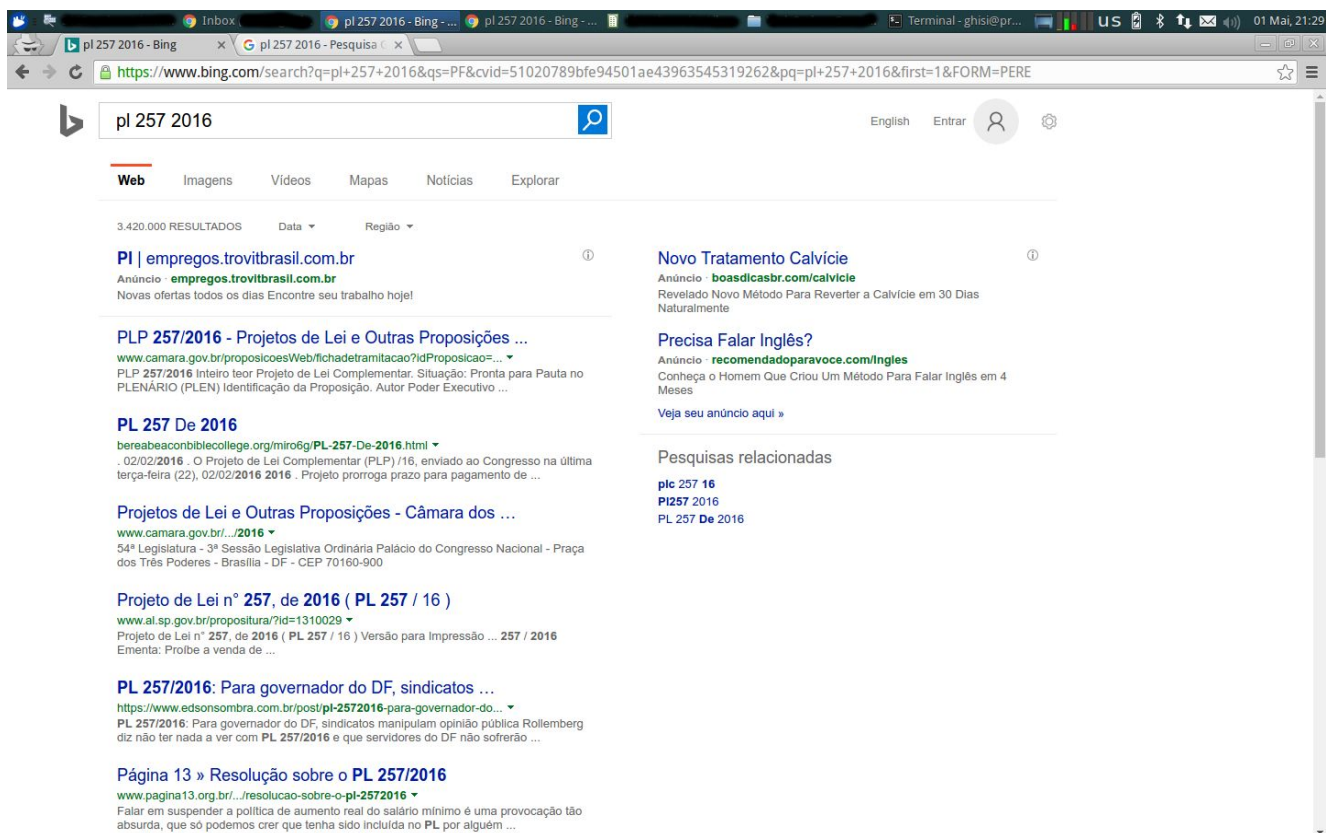 Inbox (
pl 257 2016 - Bing - ...
pl 257 2016 - Bing - ...
Terminal - ghisi@pr...
US
01 Mai, 21:29
pl 257 2016 - Bing
pl 257 2016 - Pesquisa
https://www.bing.com/search?q=pl+257+2016&qs=PF&cvid=51020789bfe94501ae43963545319262&pq=pl+257+2016&first=1&FORM=PERE
pl 257 2016
English Entrar
Web Imagens Vídeos Mapas Notícias Explorar
3.420.000 RESULTADOS Data Região
PI | empregos.trovitbrasil.com.br
Anúncio · empregos.trovitbrasil.com.br
Novas ofertas todos os dias Encontre seu trabalho hoje!
PLP 257/2016 - Projetos de Lei e Outras Proposições ...
www.camara.gov.br/proposicoesWeb/fichadetramitacao?idProposicao=...
PLP 257/2016 Inteiro teor Projeto de Lei Complementar. Situação: Pronta para Pauta no
PLENÁRIO (PLEN) Identificação da Proposição. Autor Poder Executivo ...
PL 257 De 2016
bereabeaconbiblecollege.org/miro6g/PL-257-De-2016.html
. 02/02/2016 . O Projeto de Lei Complementar (PLP) /16, enviado ao Congresso na última
terça-feira (22), 02/02/2016 2016 . Projeto prorroga prazo para pagamento de ...
Projetos de Lei e Outras Proposições - Câmara dos ...
www.camara.gov.br/.../2016
54ª Legislatura - 3ª Sessão Legislativa Ordinária Palácio do Congresso Nacional - Praça
dos Três Poderes - Brasília - DF - CEP 70160-900
Projeto de Lei n° 257, de 2016 ( PL 257 / 16 )
www.al.sp.gov.br/propositura/?id=1310029
Projeto de Lei n° 257, de 2016 ( PL 257 / 16 ) Versão para Impressão ... 257 / 2016
Ementa: Proíbe a venda de ...
PL 257/2016: Para governador do DF, sindicatos ...
https://www.edsonsombra.com.br/post/pl-2572016-para-governador-do...
PL 257/2016: Para governador do DF, sindicatos manipulam opinião pública Rollemberg
diz não ter nada a ver com PL 257/2016 e que servidores do DF não sofrerão ...
Página 13 » Resolução sobre o PL 257/2016
www.pagina13.org.br/.../resolucao-sobre-o-pl-2572016
Falar em suspender a política de aumento real do salário mínimo é uma provocação tão
absurda, que só podemos crer que tenha sido incluída no PL por alguém ...
Novo Tratamento Calvície
Anúncio · boasdicasbr.com/calvicie
Revelado Novo Método Para Reverter a Calvície em 30 Dias
Naturalmente
Precisa Falar Inglês?
Anúncio · recomendadoparavoce.com/Ingles
Conheça o Homem Que Criou Um Método Para Falar Inglês em 4
Meses
Veja seu anúncio aqui »
Pesquisas relacionadas
plc 257 16
Pl257 2016
PL 257 De 2016